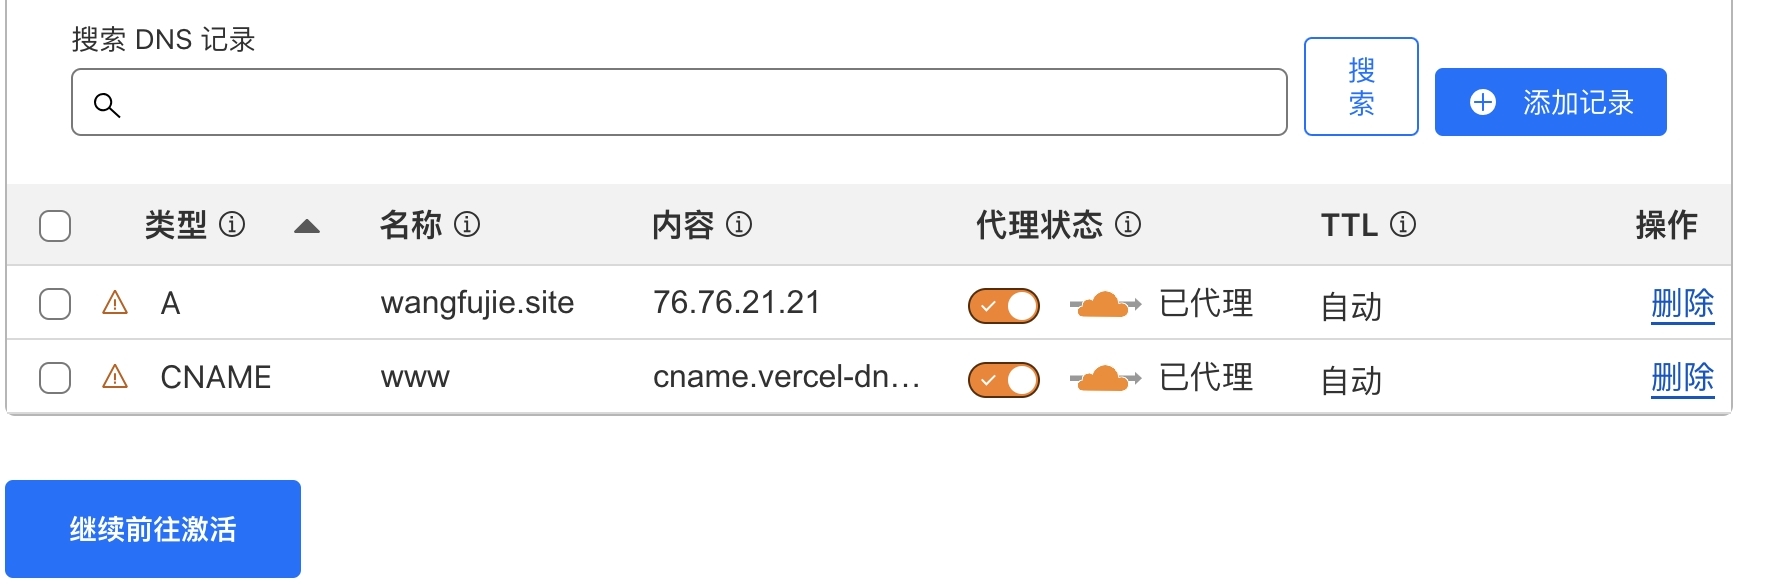 搜索 DNS 记录
搜索
添加记录
类型 名称 内容 代理状态 TTL 操作
A wangfujie.site 76.76.21.21 已代理 自动 删除
CNAME www cname.vercel-dn... 已代理 自动 删除
继续前往激活